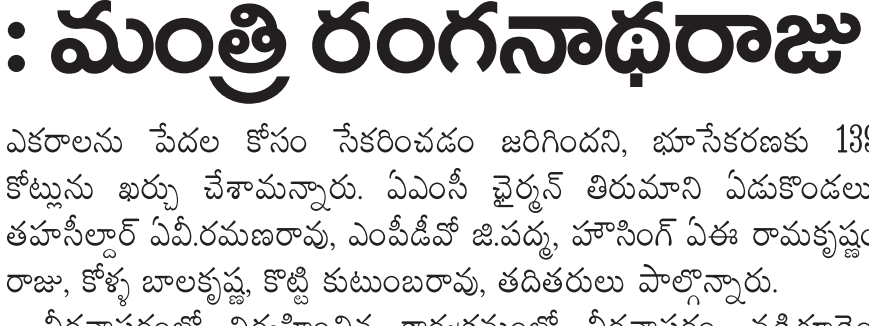 : మంత్రి రంగనాథరాజు
ఎకరాలను పేదల కోసం సేకరించడం జరిగిందని, భూసేకరణకు
కోట్లును ఖర్చు చేశామన్నారు. ఏఎంసీ ఛైర్మన్ తిరుమాని ఏడుకొండలు
తహసీల్దార్ ఏవీ.రమణరావు, ఎంపీడీవో జి.పద్మ, హౌసింగ్ ఏఈ
రాజు, కోళ్ళ బాలకృష్ణ, కొట్టి కుటుంబరావు, తదితరులు పాల్గొన్నారు.